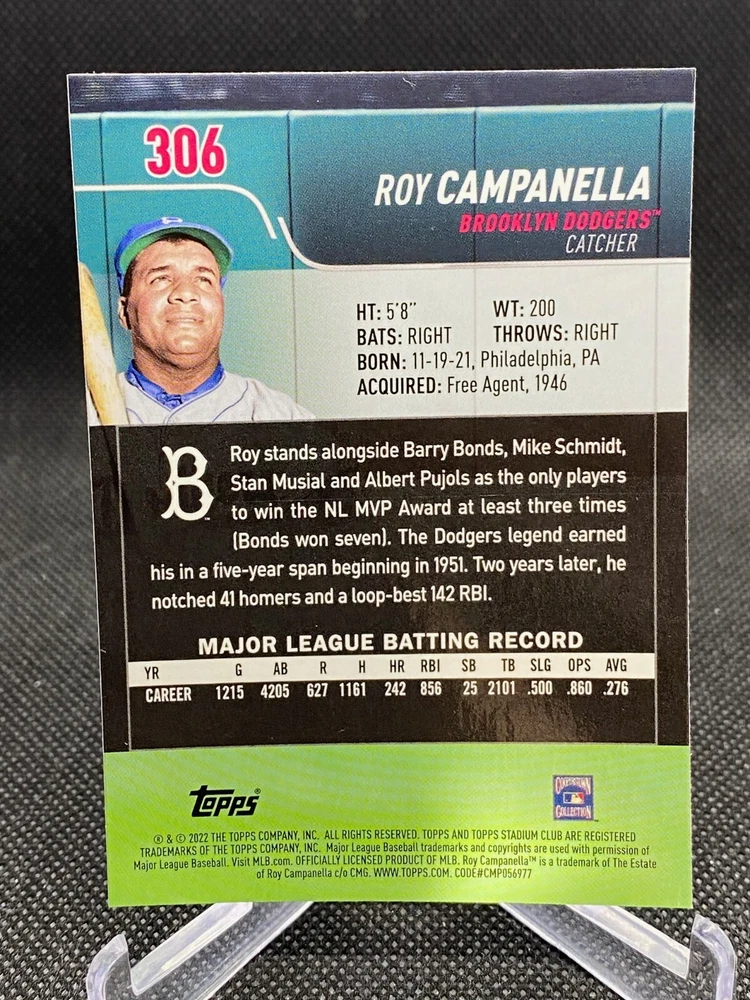 306
ROY CAMPANELLA
BROOKLYN DODGERS™
CATCHER
HT: 5'8" WT: 200
BATS: RIGHT THROWS: RIGHT
BORN: 11-19-21, Philadelphia, PA
ACQUIRED: Free Agent, 1946
B
Roy stands alongside Barry Bonds, Mike Schmidt,
Stan Musial and Albert Pujols as the only players
to win the NL MVP Award at least three times
(Bonds won seven). The Dodgers legend earned
his in a five-year span beginning in 1951. Two years later, he
notched 41 homers and a loop-best 142 RBI.
MAJOR LEAGUE BATTING RECORD
YR G AB R H HR RBI SB TB SLG OPS AVG
CAREER 1215 4205 627 1161 242 856 25 2101 .500 .860 .276
TOPPS®
COOPERSTOWN
COLLECTION
® & © 2022 THE TOPPS COMPANY, INC. ALL RIGHTS RESERVED. TOPPS AND TOPPS STADIUM CLUB ARE REGISTERED
TRADEMARKS OF THE TOPPS COMPANY, INC. Major League Baseball trademarks and copyrights are used with permission of
Major League Baseball. Visit MLB.com. OFFICIALLY LICENSED PRODUCT OF MLB. Roy Campanella™ is a trademark of The Estate
of Roy Campanella c/o CMG. WWW.TOPPS.COM. CODE#CMP056977